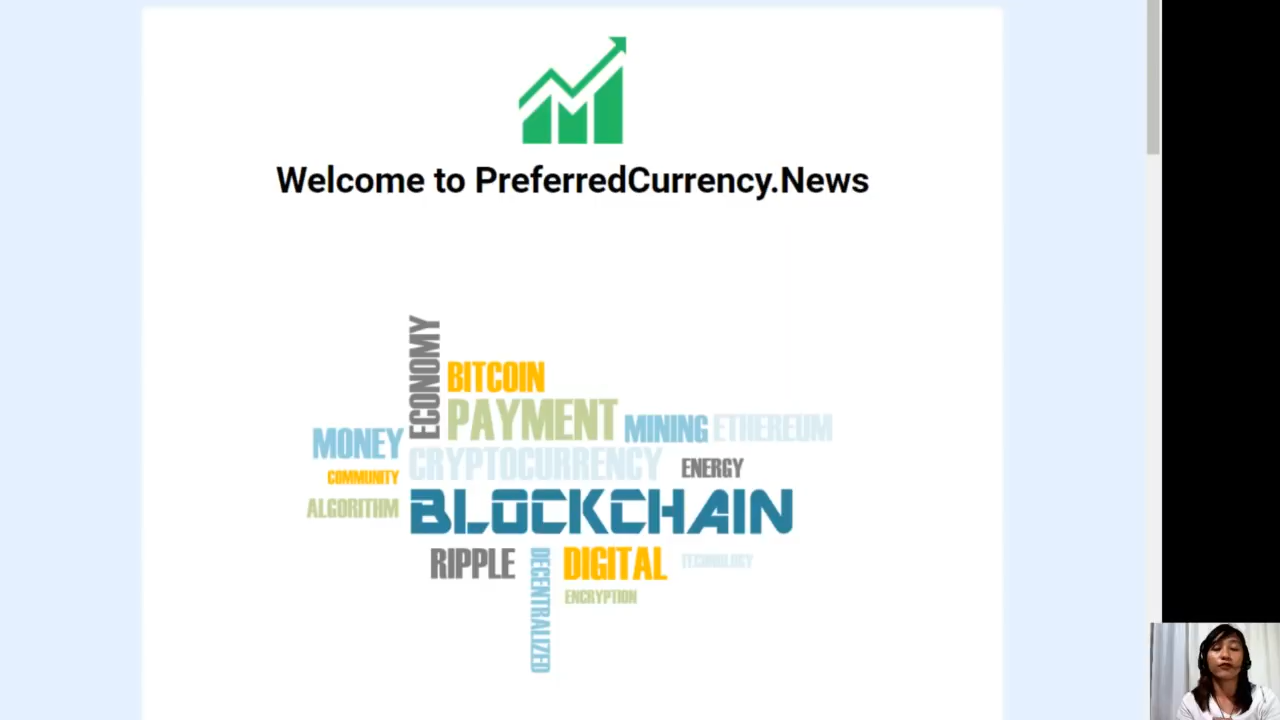 Welcome to PreferredCurrency.News
ECONOMY
BITCOIN
PAYMENT
MONEY
MINING
ETHEREUM
CRYPTOCURRENCY
ENERGY
COMMUNITY
ALGORITHM
BLOCKCHAIN
RIPPLE
DECENTRALIZED
DIGITAL
TECHNOLOGY
ENCRYPTION